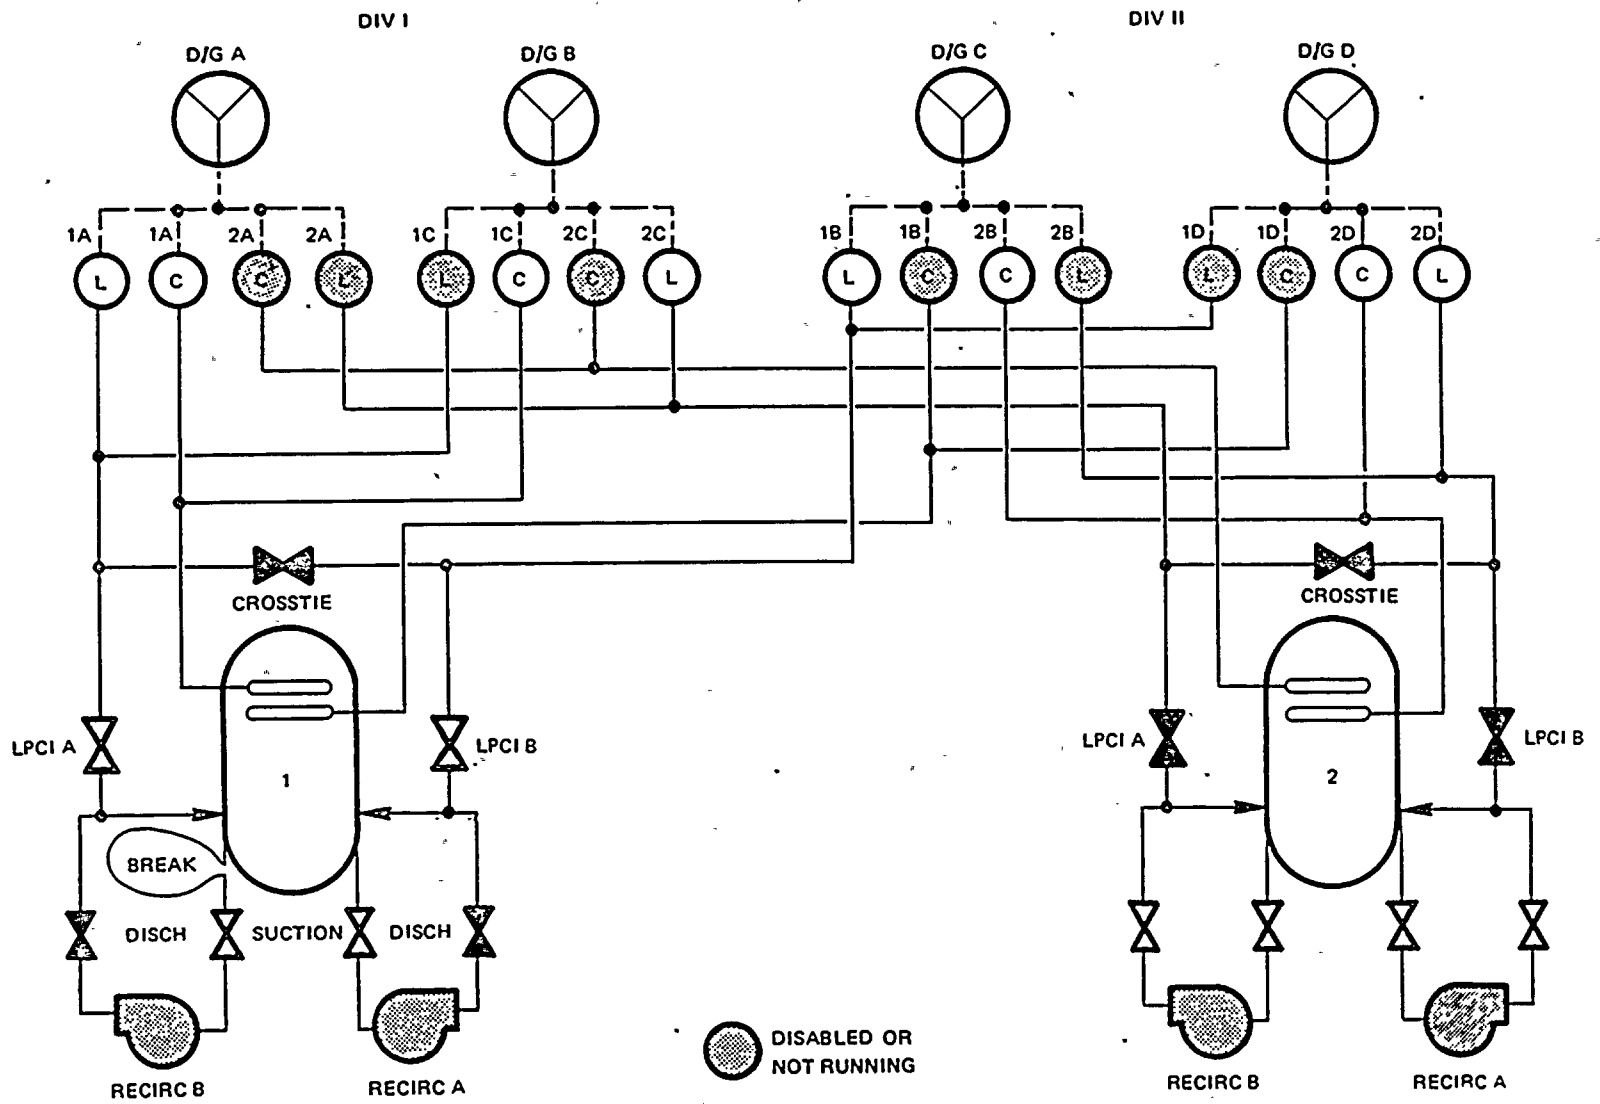 DIV I
DIV II
D/G A
D/G B
D/G C
D/G D
1A 1A 2A 2A
1C 1C 2C 2C
1B 1B 2B 2B
1D 1D 2D 2D
L C C L
L C C L
L C C L
L C C L
CROSSTIE
CROSSTIE
LPCI A
LPCI B
1
LPCI A
LPCI B
2
BREAK
DISCH
SUCTION
DISCH
RECIRC B
RECIRC A
DISABLED OR
NOT RUNNING
RECIRC B
RECIRC A